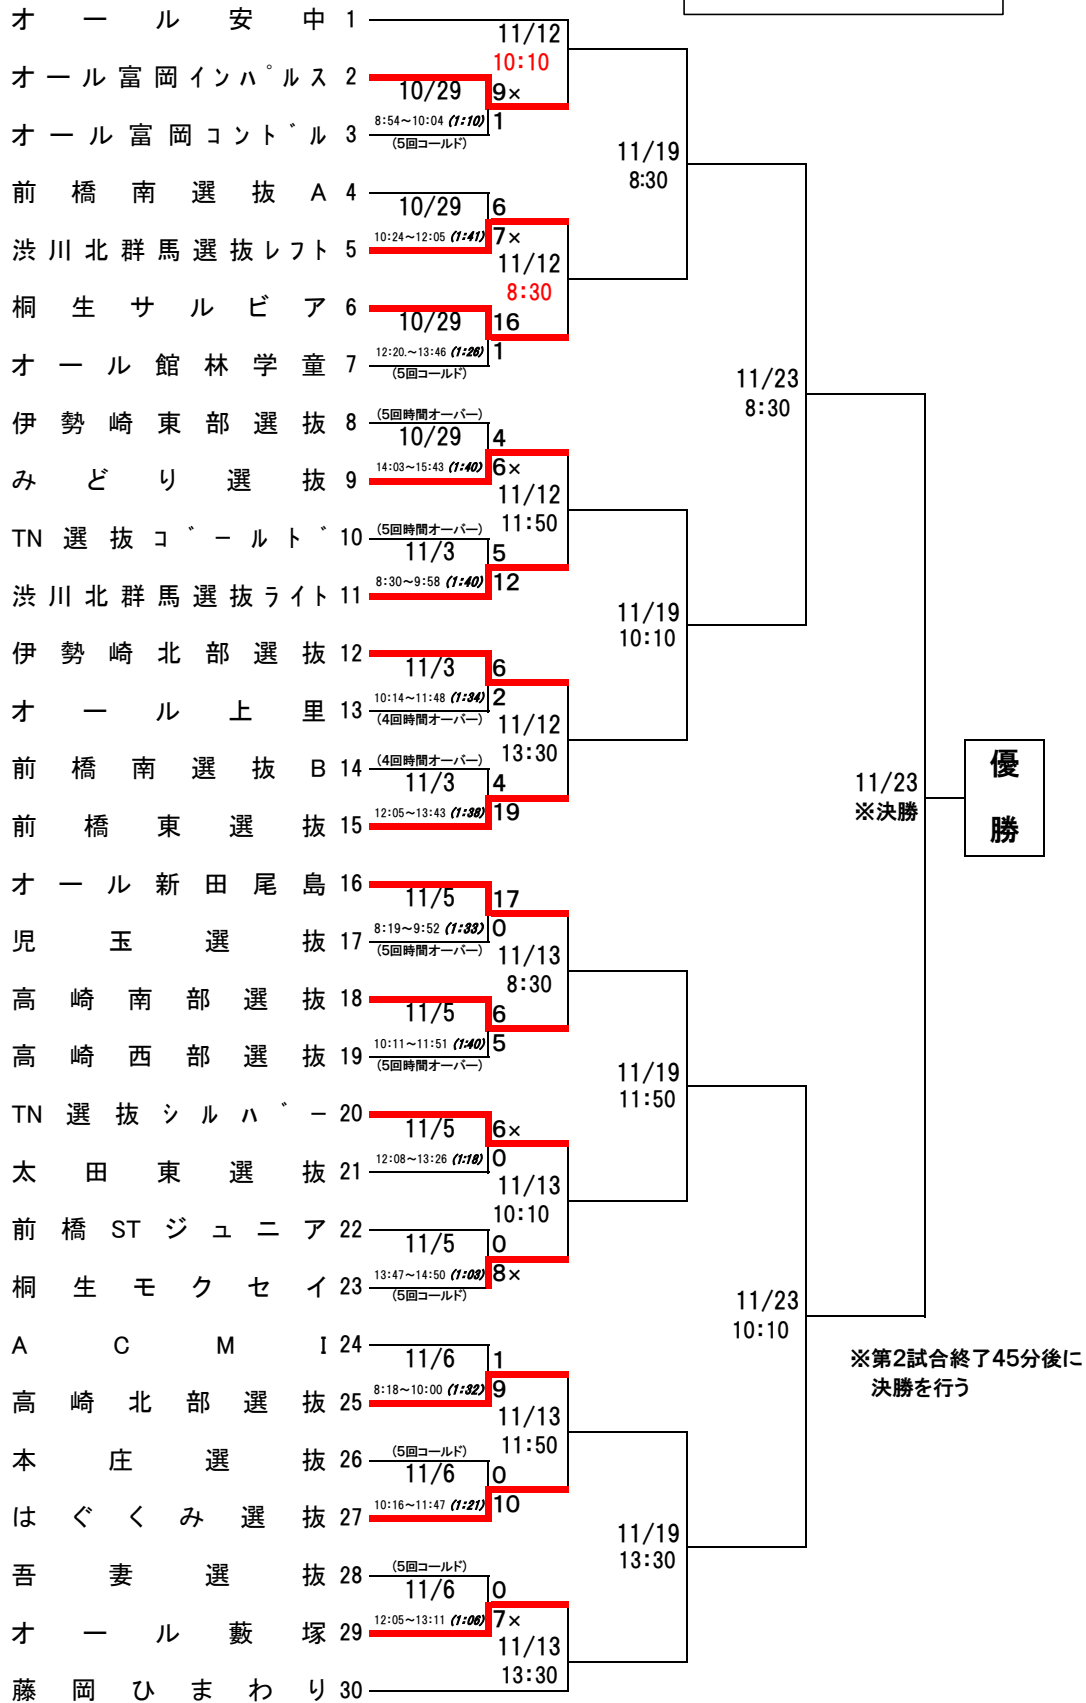 オール安中 1
11/12
10:10
オール富岡インパルス 2
10/29 9×
8:54～10:04 (1:10) 1
オール富岡コンドル 3
(5回コールド)
11/19
8:30
前橋南選抜A 4
10/29 6
10:24～12:05 (1:41) 7×
渋川北群馬選抜レフト 5
11/12
8:30
桐生サルビア 6
10/29 16
12:20.～13:46 (1:26) 1
オール館林学童 7
(5回コールド)
11/23
8:30
伊勢崎東部選抜 8
(5回時間オーバー)
10/29 4
14:03～15:43 (1:40) 6×
みどり選抜 9
11/12
11:50
TN選抜ゴールド 10
(5回時間オーバー)
11/3 5
8:30～9:58 (1:40) 12
渋川北群馬選抜ライト 11
11/19
10:10
伊勢崎北部選抜 12
11/3 6
10:14～11:48 (1:34) 2
オール上里 13
(4回時間オーバー)
11/12
13:30
前橋南選抜B 14
(4回時間オーバー)
11/3 4
12:05～13:43 (1:38) 19
前橋東選抜 15
11/23
※決勝
優
勝
オール新田尾島 16
11/5 17
8:19～9:52 (1:33) 0
児玉選抜 17
(5回時間オーバー)
11/13
8:30
高崎南部選抜 18
11/5 6
10:11～11:51 (1:40) 5
高崎西部選抜 19
(5回時間オーバー)
11/19
11:50
TN選抜シルバー 20
11/5 6×
12:08～13:26 (1:18) 0
太田東選抜 21
11/13
10:10
前橋STジュニア 22
11/5 0
13:47～14:50 (1:03) 8×
桐生モクセイ 23
(5回コールド)
11/23
10:10
※第2試合終了45分後に
決勝を行う
ACMI 24
11/6 1
8:18～10:00 (1:32) 9
高崎北部選抜 25
11/13
11:50
本庄選抜 26
(5回コールド)
11/6 0
10:16～11:47 (1:21) 10
はぐくみ選抜 27
11/19
13:30
吾妻選抜 28
(5回コールド)
11/6 0
12:05～13:11 (1:06) 7×
オール藪塚 29
11/13
13:30
藤岡ひまわり 30